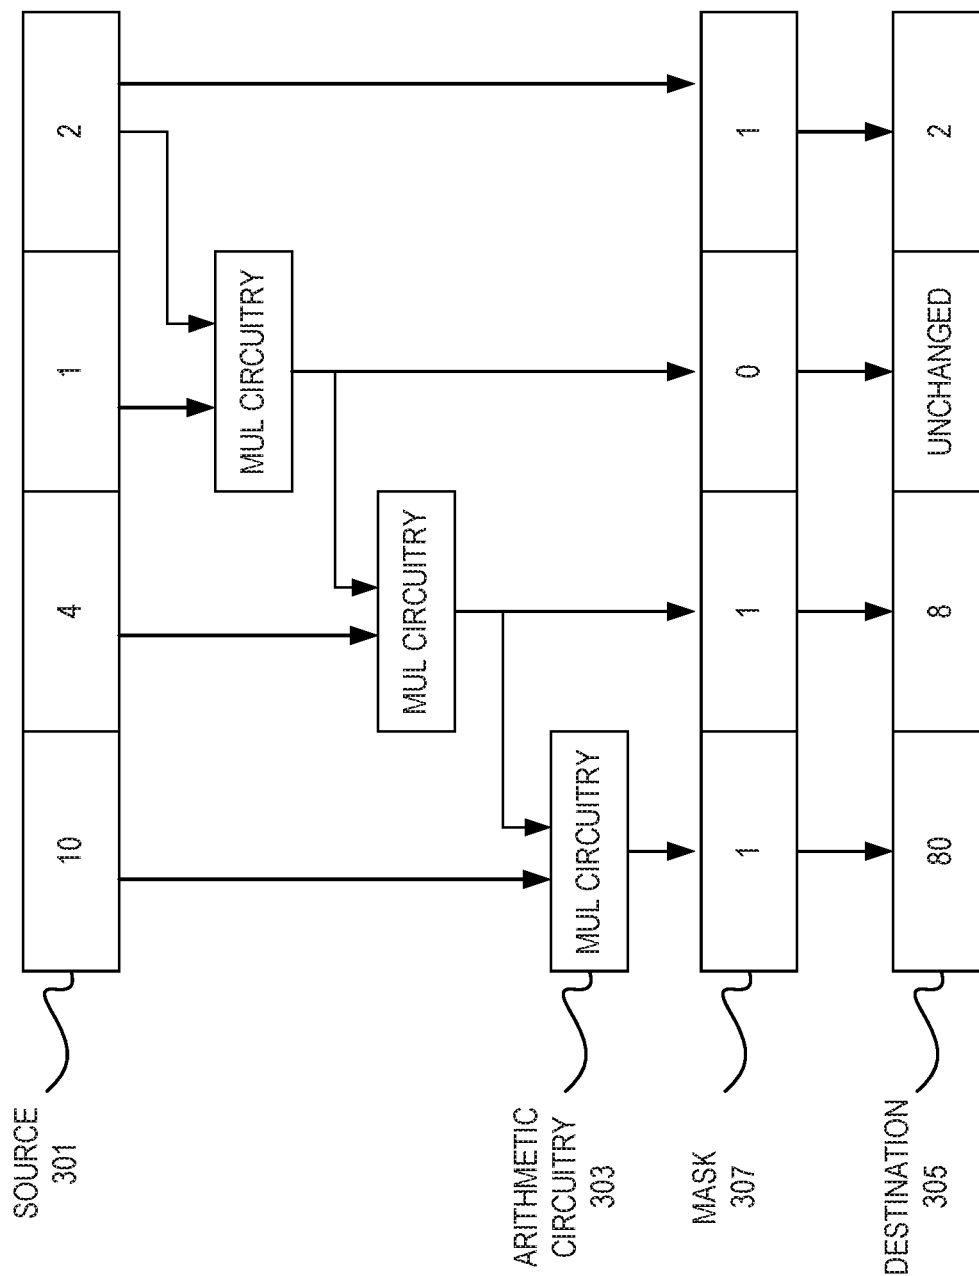 SOURCE
301
10
4
1
2
MUL CIRCUITRY
MUL CIRCUITRY
MUL CIRCUITRY
ARITHMETIC
CIRCUITRY
303
MASK
307
1
1
0
1
DESTINATION
305
80
8
UNCHANGED
2